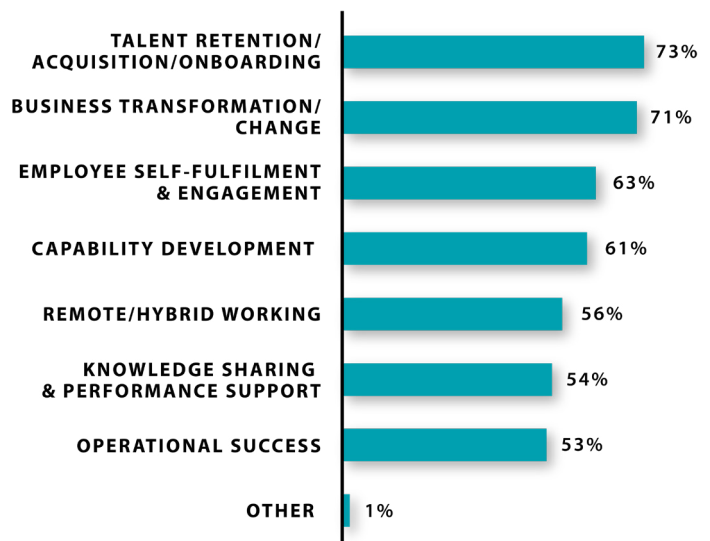 TALENT RETENTION/
ACQUISITION/ONBOARDING
73%
BUSINESS TRANSFORMATION/
CHANGE
71%
EMPLOYEE SELF-FULFILMENT
& ENGAGEMENT
63%
CAPABILITY DEVELOPMENT
61%
REMOTE/HYBRID WORKING
56%
KNOWLEDGE SHARING
& PERFORMANCE SUPPORT
54%
OPERATIONAL SUCCESS
53%
OTHER
1%